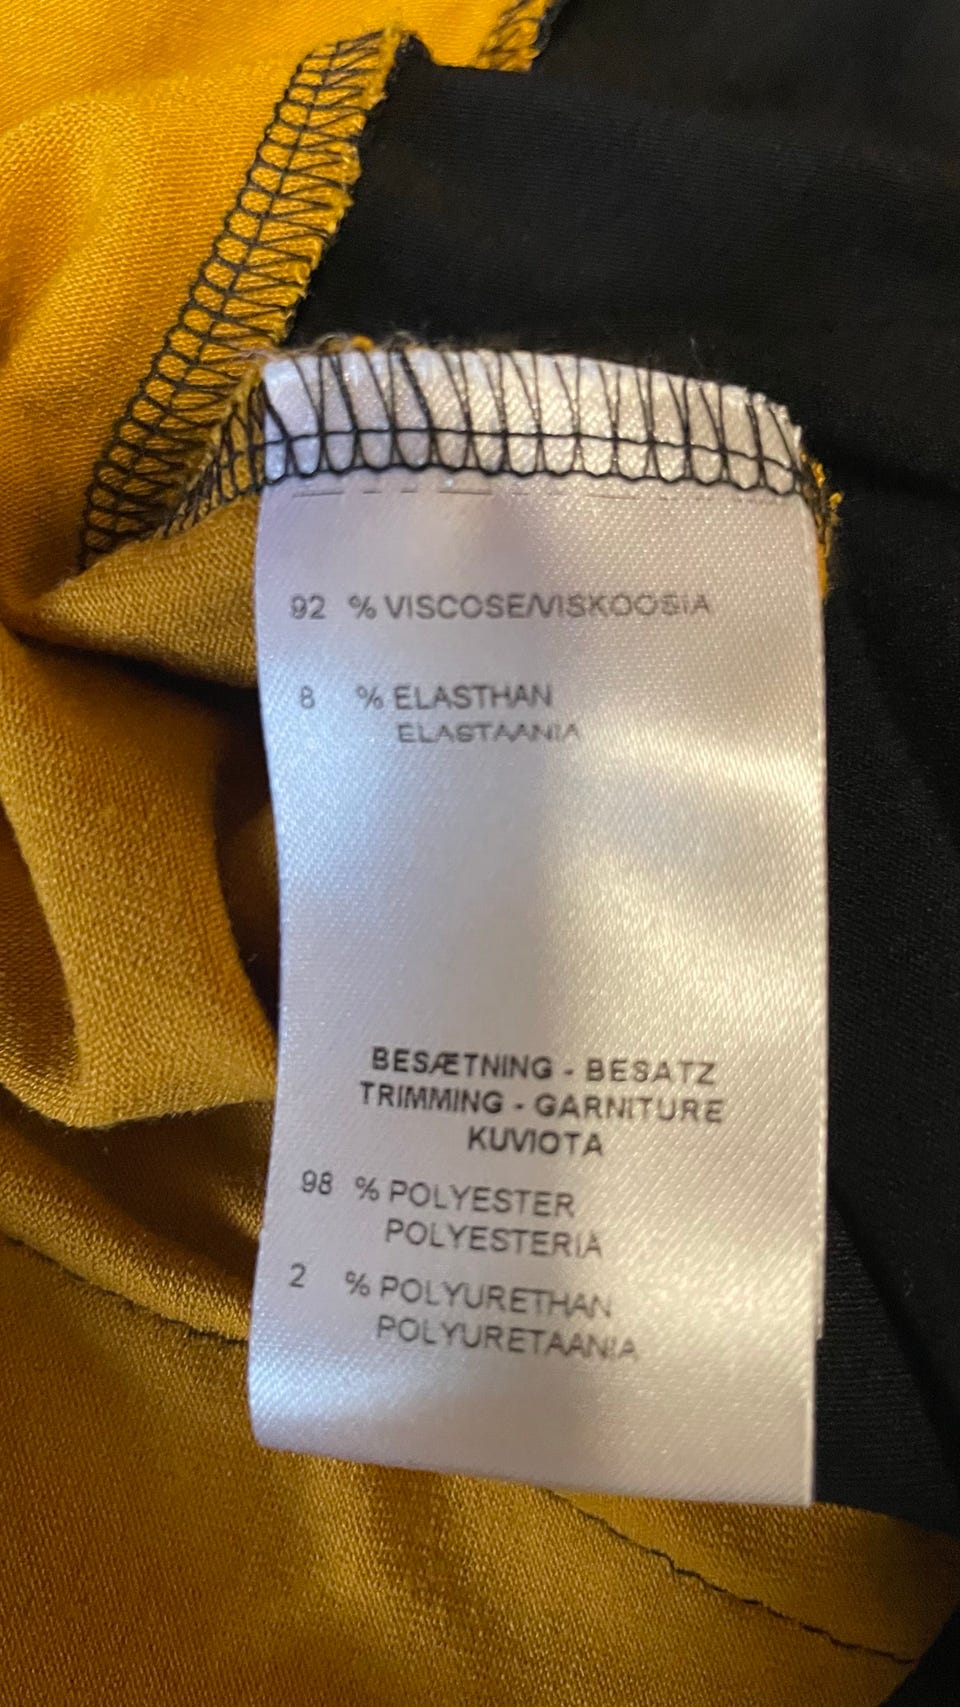 92 % VISCOSE/VISKOOSIA
8 % ELASTHAN
ELASTAANIA
BESÆTNING - BESATZ
TRIMMING - GARNITURE
KUVIOTA
98 % POLYESTER
POLYESTERIA
2 % POLYURETHAN
POLYURETAANIA